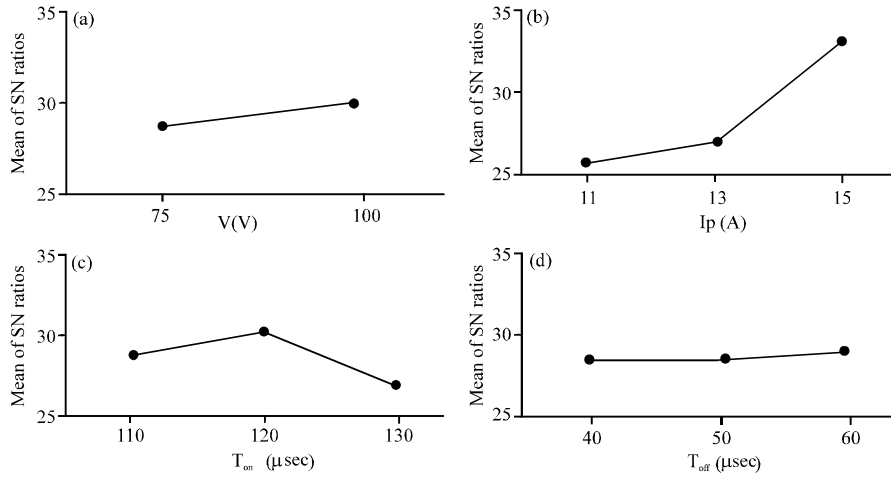 (a)
Mean of SN ratios
35
30
25
75
100
V(V)
(b)
Mean of SN ratios
35
30
25
11
13
15
Ip (A)
(c)
Mean of SN ratios
35
30
25
110
120
130
Ton (μsec)
(d)
Mean of SN ratios
35
30
25
40
50
60
Toff (μsec)